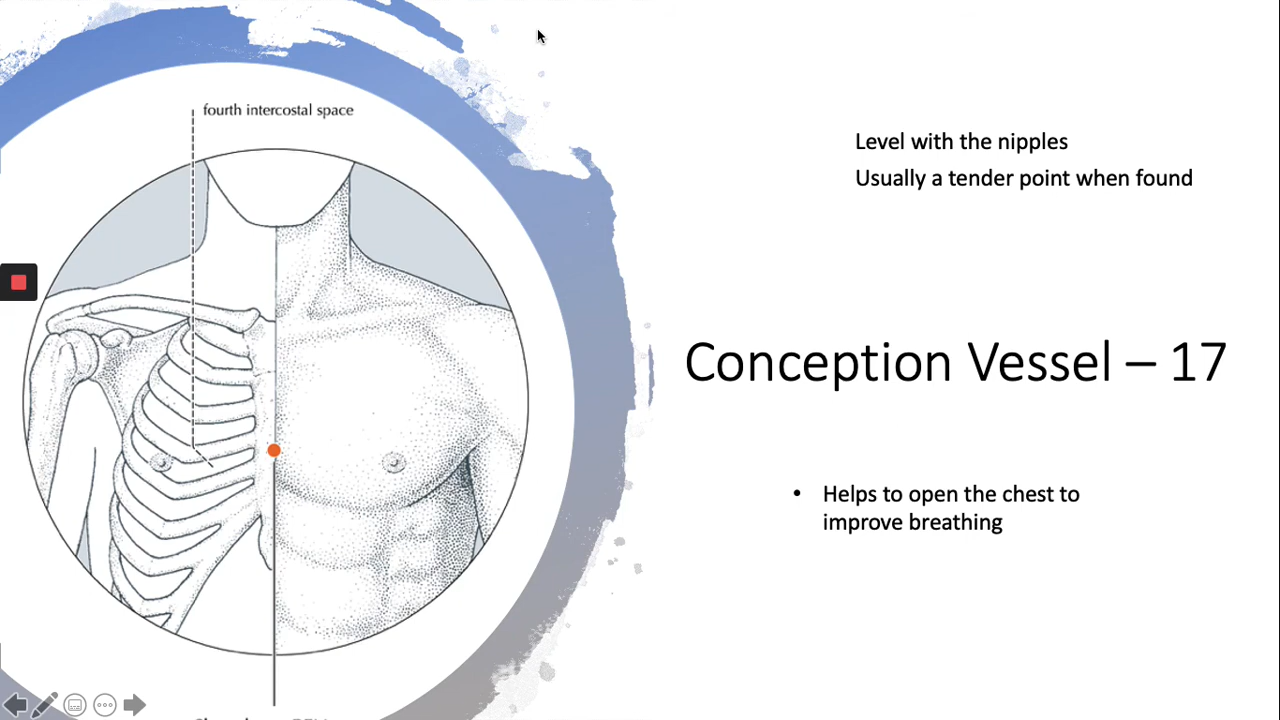 fourth intercostal space
Level with the nipples
Usually a tender point when found
Conception Vessel – 17
• Helps to open the chest to
improve breathing